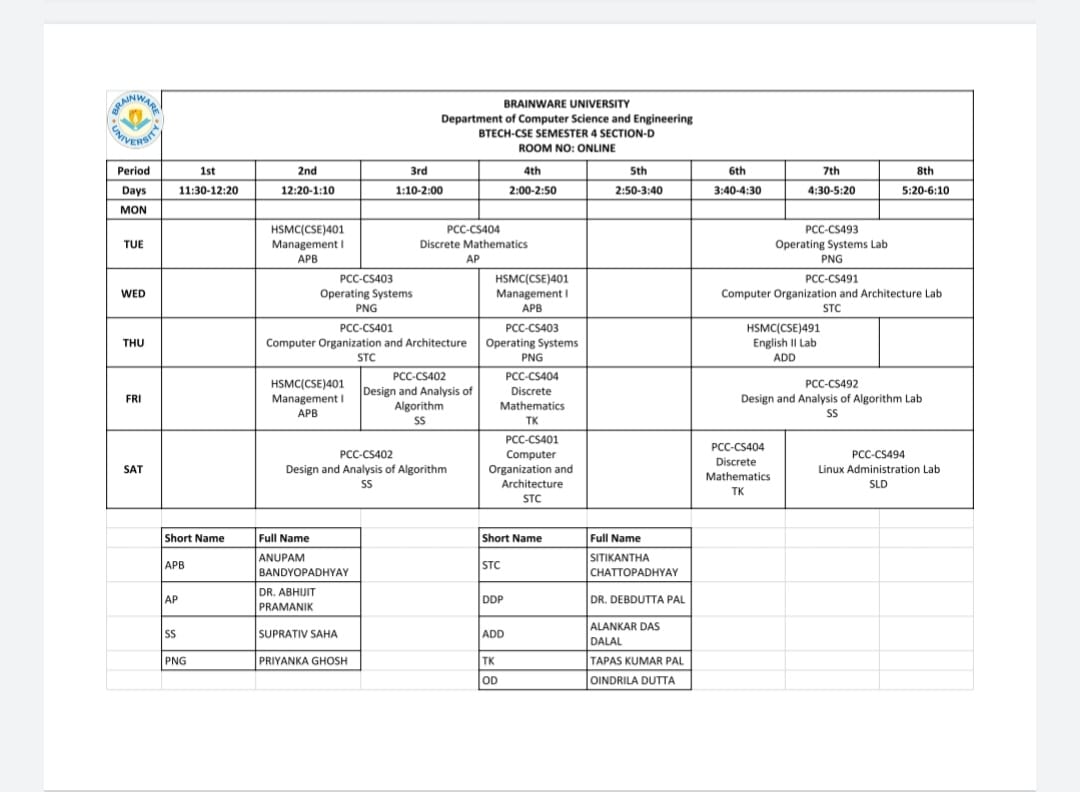 BRAINWARE UNIVERSITY
BRAINWARE UNIVERSITY
Department of Computer Science and Engineering
BTECH-CSE SEMESTER 4 SECTION-D
ROOM NO: ONLINE
Period 1st 2nd 3rd 4th 5th 6th 7th 8th
Days 11:30-12:20 12:20-1:10 1:10-2:00 2:00-2:50 2:50-3:40 3:40-4:30 4:30-5:20 5:20-6:10
MON
TUE
HSMC(CSE)401
Management I
APB
PCC-CS404
Discrete Mathematics
AP
PCC-CS493
Operating Systems Lab
PNG
WED
PCC-CS403
Operating Systems
PNG
HSMC(CSE)401
Management I
APB
PCC-CS491
Computer Organization and Architecture Lab
STC
THU
PCC-CS401
Computer Organization and Architecture
STC
PCC-CS403
Operating Systems
PNG
HSMC(CSE)491
English II Lab
ADD
FRI
HSMC(CSE)401
Management I
APB
PCC-CS402
Design and Analysis of
Algorithm
SS
PCC-CS404
Discrete
Mathematics
TK
PCC-CS492
Design and Analysis of Algorithm Lab
SS
SAT
PCC-CS402
Design and Analysis of Algorithm
SS
PCC-CS401
Computer
Organization and
Architecture
STC
PCC-CS404
Discrete
Mathematics
TK
PCC-CS494
Linux Administration Lab
SLD
Short Name Full Name Short Name Full Name
APB
ANUPAM
BANDYOPADHYAY
STC
SITIKANTHA
CHATTOPADHYAY
AP
DR. ABHIJIT
PRAMANIK
DDP
DR. DEBDUTTA PAL
SS
SUPRATIV SAHA
ADD
ALANKAR DAS
DALAL
PNG PRIYANKA GHOSH TK TAPAS KUMAR PAL
OD OINDRILA DUTTA